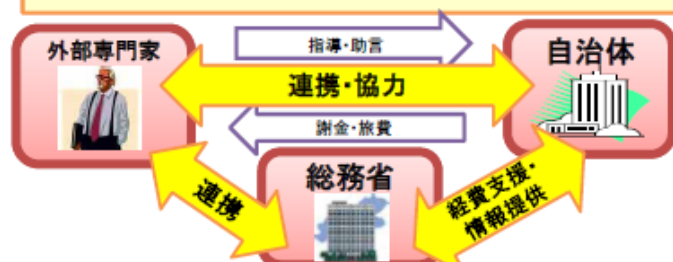 外部専門家
指導・助言
自治体
連携・協力
謝金・旅費
総務省
連携
経費支援・
情報提供